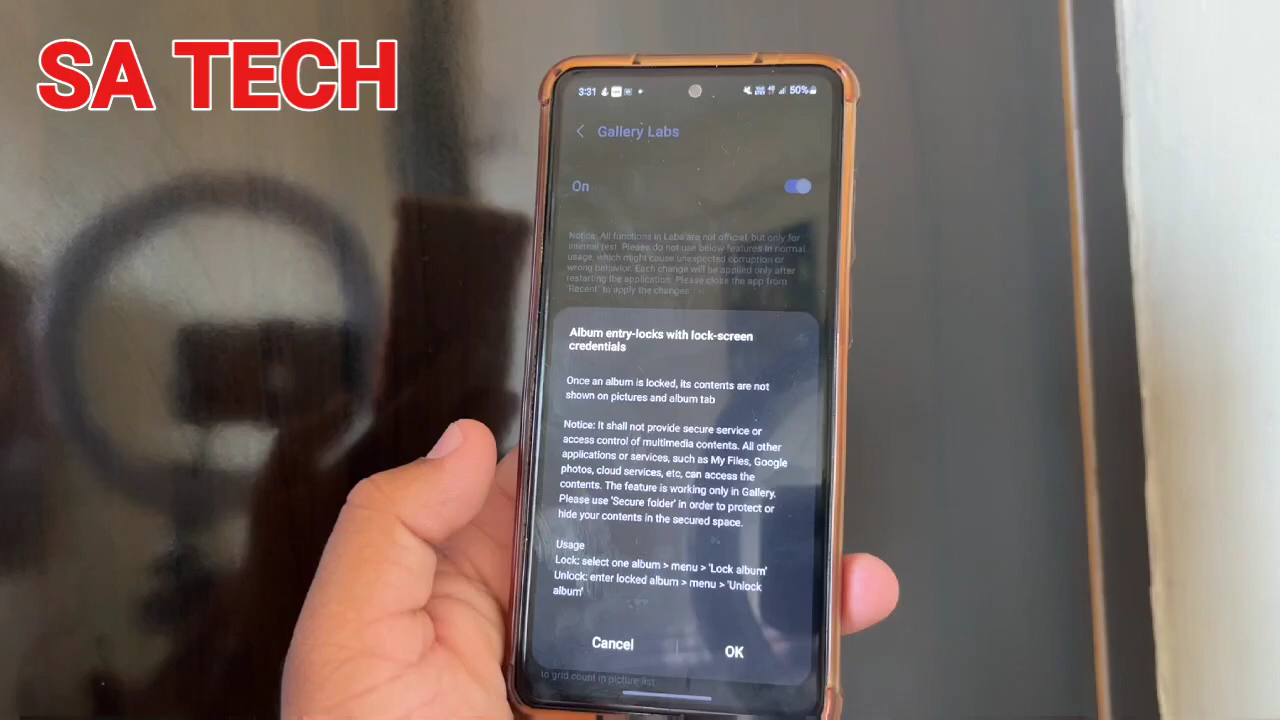 SA TECH
3:31
50%
Gallery Labs
On
Notice: All functions in Labs are not official, but only for
internal test. Please do not use below features in normal
usage, which might cause unexpected corruption or
wrong behavior. Each change will be applied only after
restarting the application. Please close the app from
'Recent' to apply the changes.
Album entry-locks with lock-screen
credentials
Once an album is locked, its contents are not
shown on pictures and album tab
Notice: It shall not provide secure service or
access control of multimedia contents. All other
applications or services, such as My Files, Google
photos, cloud services, etc, can access the
contents. The feature is working only in Gallery.
Please use 'Secure folder' in order to protect or
hide your contents in the secured space.
Usage
Lock: select one album > menu > 'Lock album'
Unlock: enter locked album > menu > 'Unlock
album'
Cancel
OK
to grid count in picture list